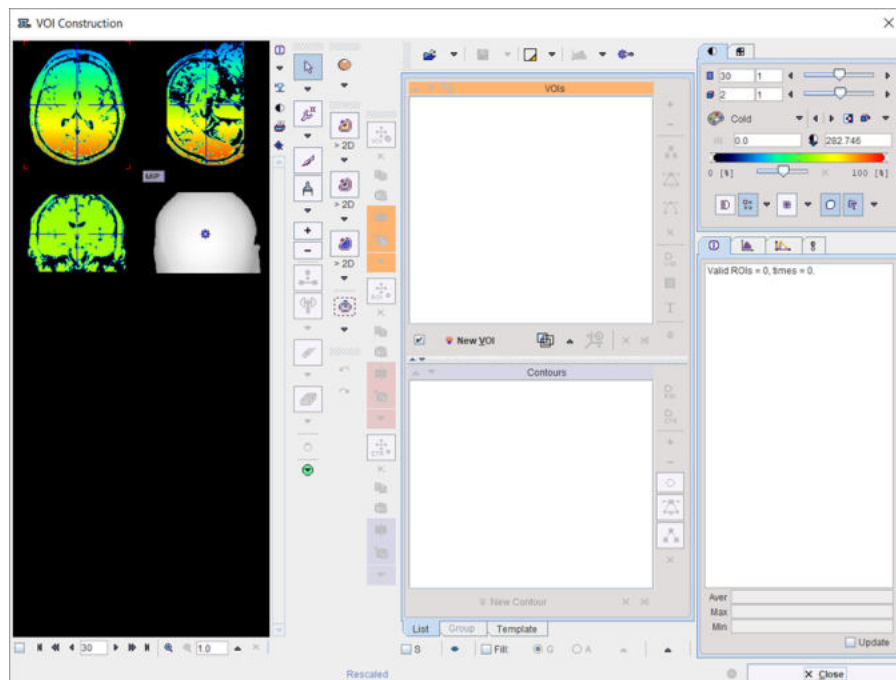 VOI Construction
MIP
> 2D
> 2D
> 2D
VOIs
New VOI
Contours
New Contour
List Group Template
S Fill: G A
30 1
2 1
Cold
0.0 282.746
0 [%] 100 [%]
Valid ROIs = 0, times = 0.
Aver
Max
Min
Update
30 1.0
Rescaled
Close